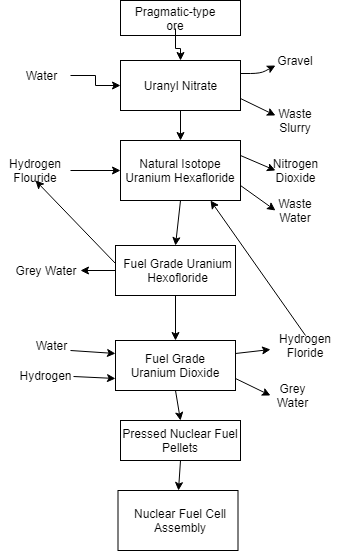 Pragmatic-type
ore
Gravel
Water
Uranyl Nitrate
Waste
Slurry
Hydrogen
Flouride
Natural Isotope
Uranium Hexafloride
Nitrogen
Dioxide
Waste
Water
Fuel Grade Uranium
Hexofloride
Grey Water
Water
Hydrogen
Floride
Fuel Grade
Uranium Dioxide
Hydrogen
Grey
Water
Pressed Nuclear Fuel
Pellets
Nuclear Fuel Cell
Assembly